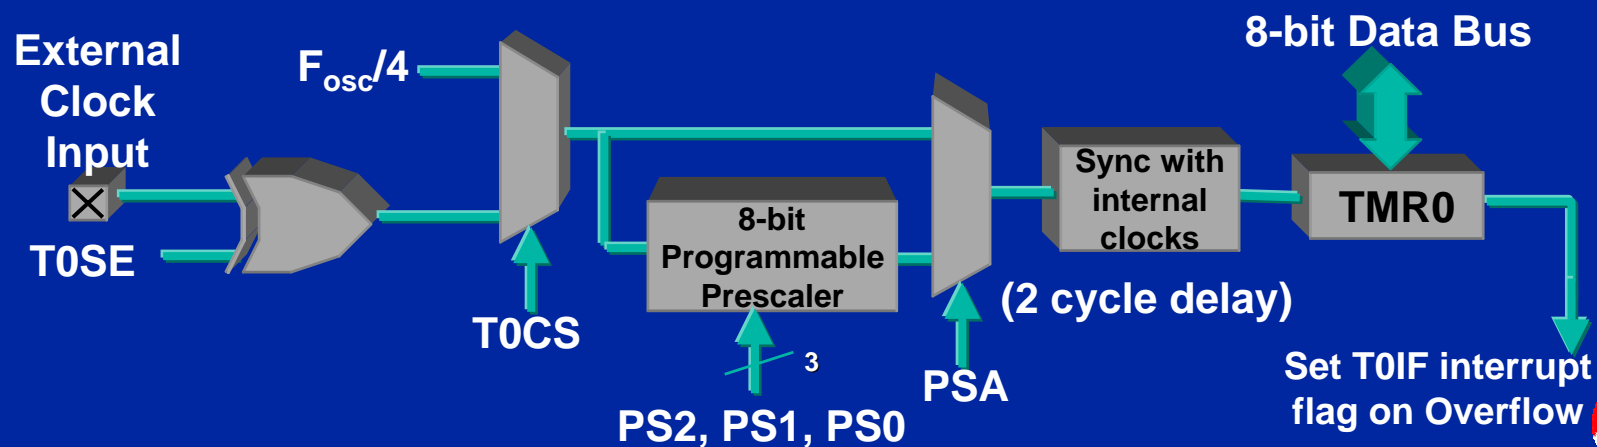 External
Clock
Input
Fosc/4
T0SE
T0CS
8-bit
Programmable
Prescaler
3
PS2, PS1, PS0
PSA
Sync with
internal
clocks
(2 cycle delay)
8-bit Data Bus
TMR0
Set T0IF interrupt
flag on Overflow